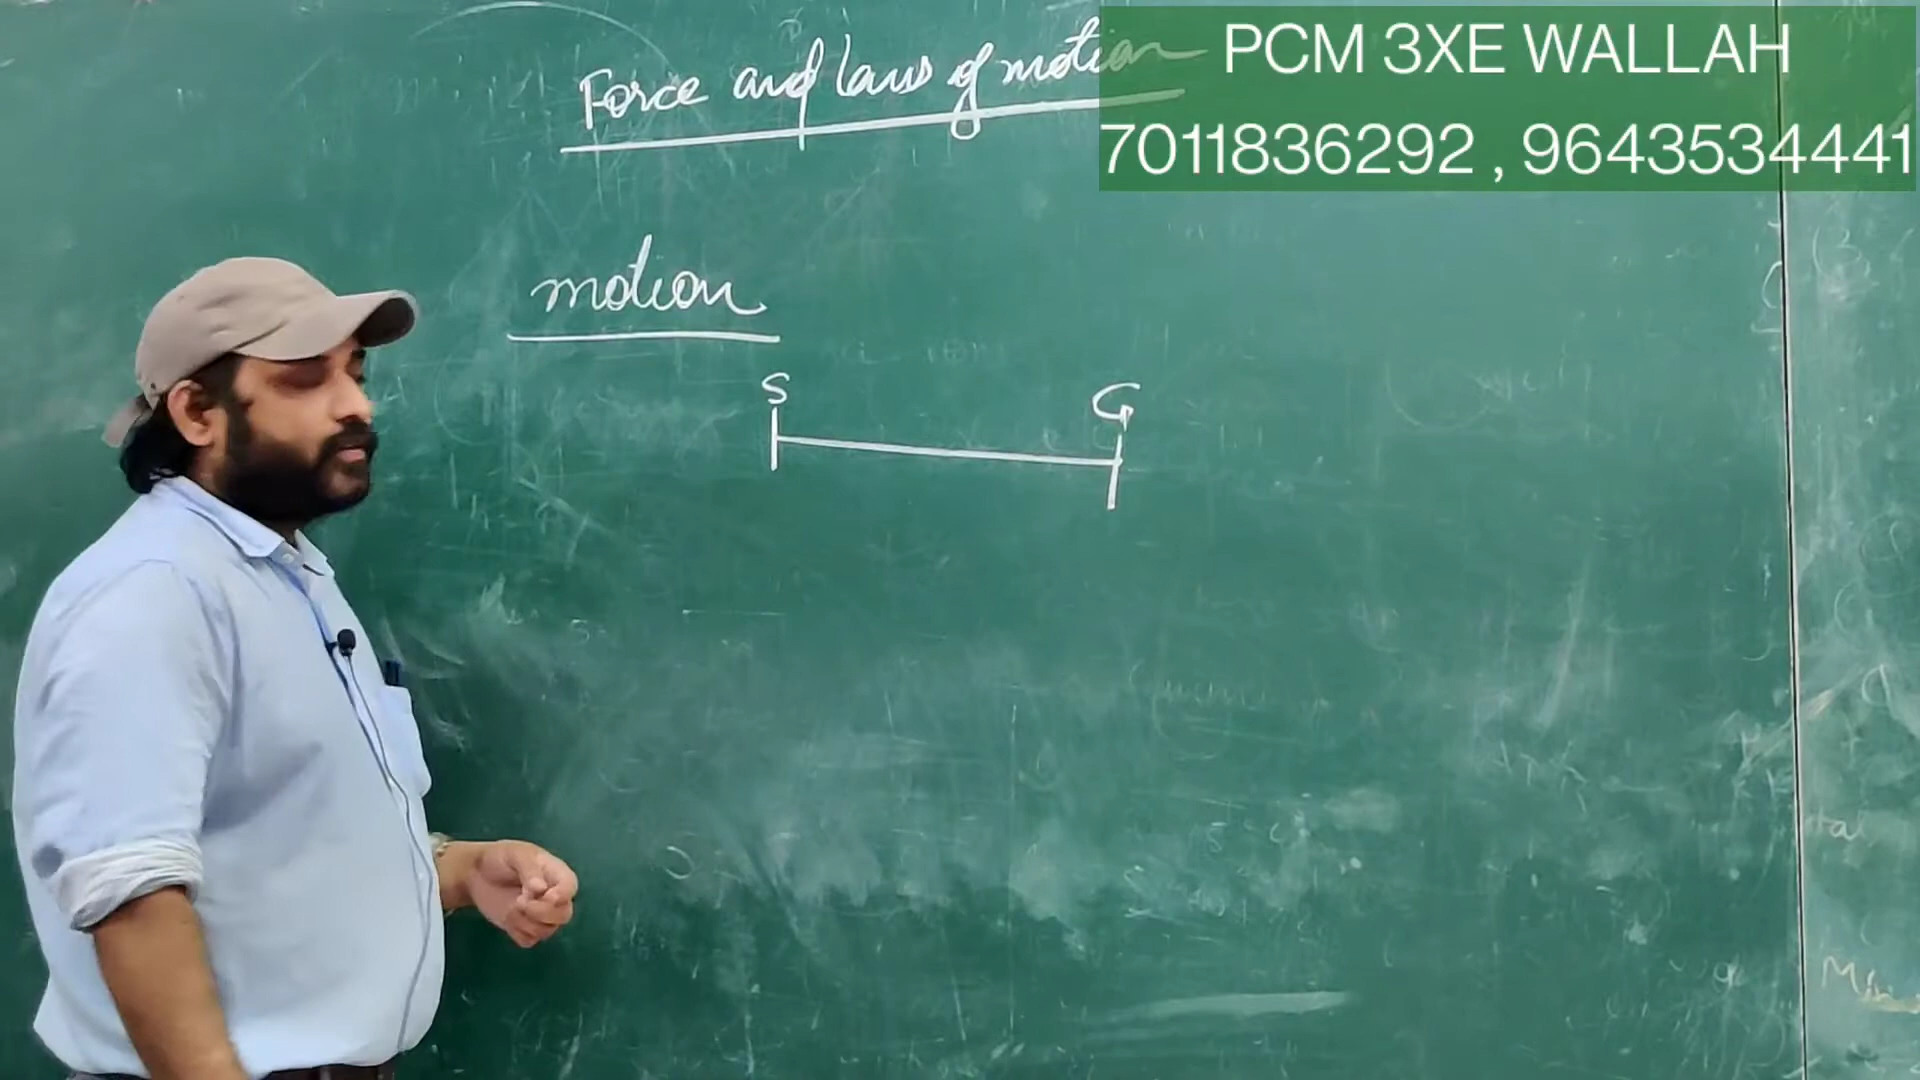 Force and laws of motion
PCM 3XE WALLAH
7011836292 , 9643534441
motion
S
G